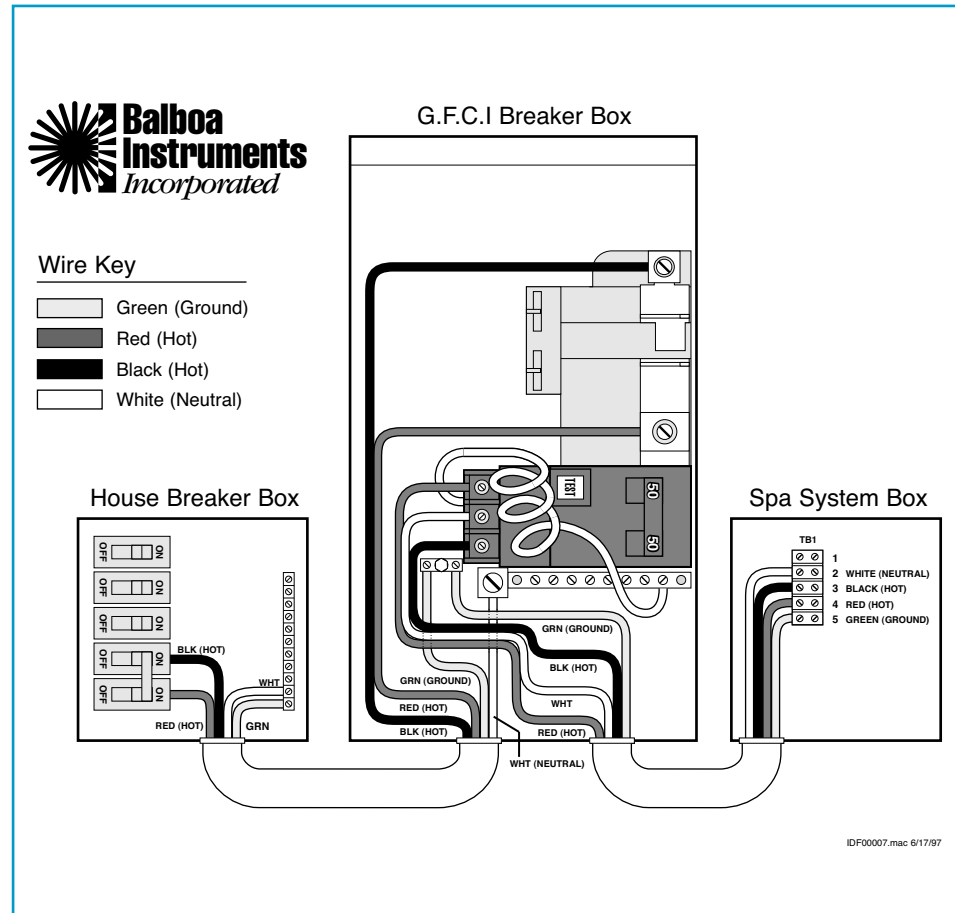 Balboa
Instruments
Incorporated
G.F.C.I Breaker Box
Wire Key
Green (Ground)
Red (Hot)
Black (Hot)
White (Neutral)
House Breaker Box
ON
OFF
ON
OFF
ON
OFF
ON
OFF
ON
OFF
BLK (HOT)
WHT
RED (HOT)
GRN
TEST
50
50
GRN (GROUND)
BLK (HOT)
GRN (GROUND)
WHT
RED (HOT)
BLK (HOT)
RED (HOT)
WHT (NEUTRAL)
Spa System Box
TB1
1
2 WHITE (NEUTRAL)
3 BLACK (HOT)
4 RED (HOT)
5 GREEN (GROUND)
IDF00007.mac 6/17/97